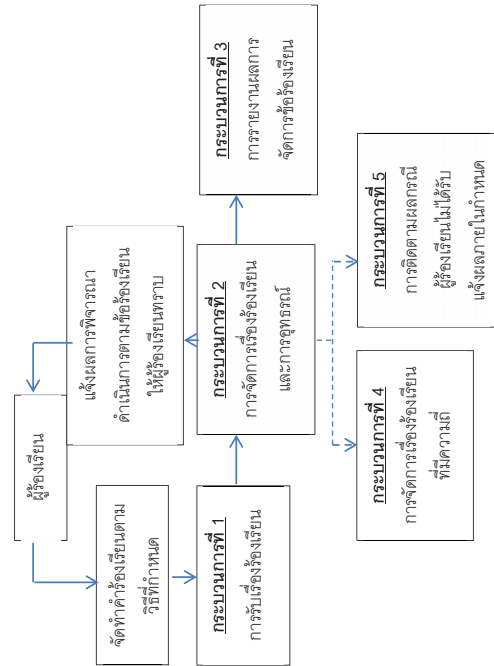 ผู้ร้องเรียน
จัดทำคำร้องเรียนตาม
วิธีที่กำหนด
แจ้งผลการพิจารณา
ดำเนินการตามข้อร้องเรียน
ให้ผู้ร้องเรียนทราบ
กระบวนการที่ 1
การรับเรื่องร้องเรียน
กระบวนการที่ 2
การจัดการเรื่องร้องเรียน
และการอุทธรณ์
กระบวนการที่ 3
การรายงานผลการ
จัดการข้อร้องเรียน
กระบวนการที่ 4
การจัดการเรื่องร้องเรียน
ที่มีความถี่
กระบวนการที่ 5
การติดตามผลกรณี
ผู้ร้องเรียนไม่ได้รับ
แจ้งผลภายในกำหนด